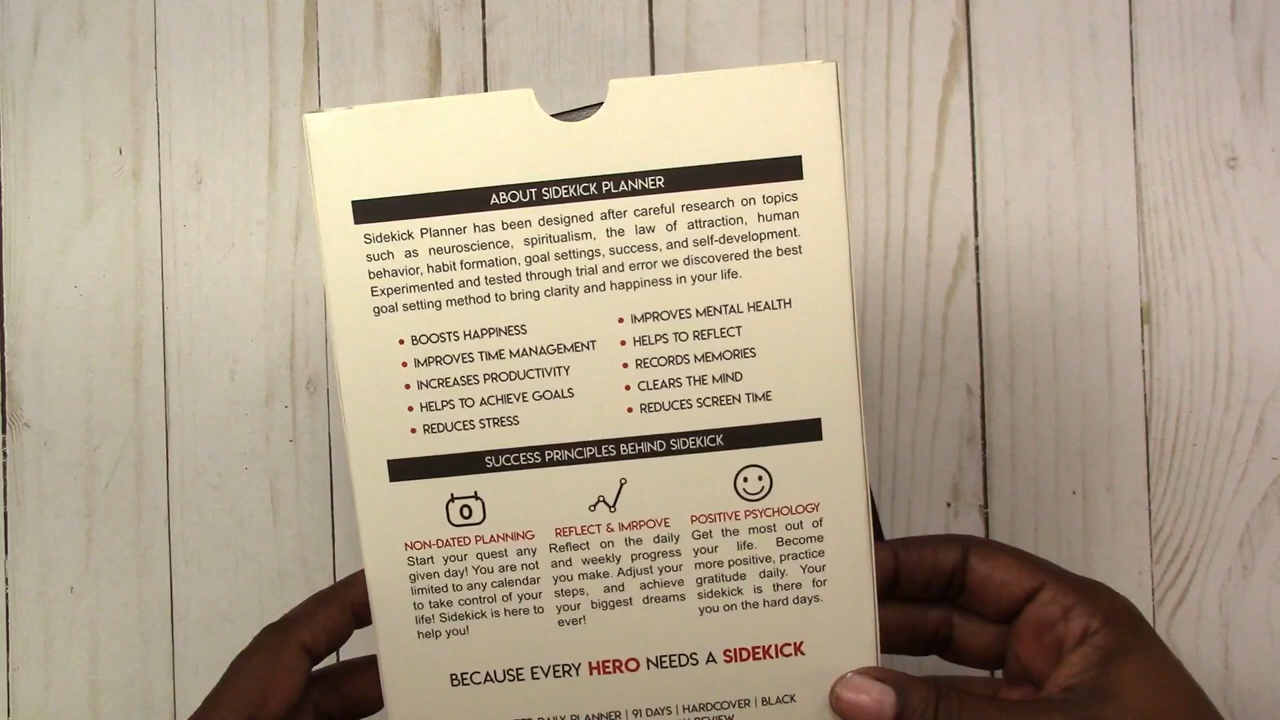 ABOUT SIDEKICK PLANNER
Sidekick Planner has been designed after careful research on topics
such as neuroscience, spiritualism, the law of attraction, human
behavior, habit formation, goal settings, success, and self-development.
Experimented and tested through trial and error we discovered the best
goal setting method to bring clarity and happiness in your life.
• BOOSTS HAPPINESS
• IMPROVES TIME MANAGEMENT
• INCREASES PRODUCTIVITY
• HELPS TO ACHIEVE GOALS
• REDUCES STRESS
• IMPROVES MENTAL HEALTH
• HELPS TO REFLECT
• RECORDS MEMORIES
• CLEARS THE MIND
• REDUCES SCREEN TIME
SUCCESS PRINCIPLES BEHIND SIDEKICK
0
NON-DATED PLANNING
Start your quest any
given day! You are not
limited to any calendar
to take control of your
life! Sidekick is here to
help you!
REFLECT & IMRPOVE
Reflect on the daily
and weekly progress
you make. Adjust your
steps, and achieve
your biggest dreams
ever!
POSITIVE PSYCHOLOGY
Get the most out of
your life. Become
more positive, practice
gratitude daily. Your
sidekick is there for
you on the hard days.
BECAUSE EVERY HERO NEEDS A SIDEKICK
DAILY PLANNER | 91 DAYS | HARDCOVER | BLACK
REVIEW